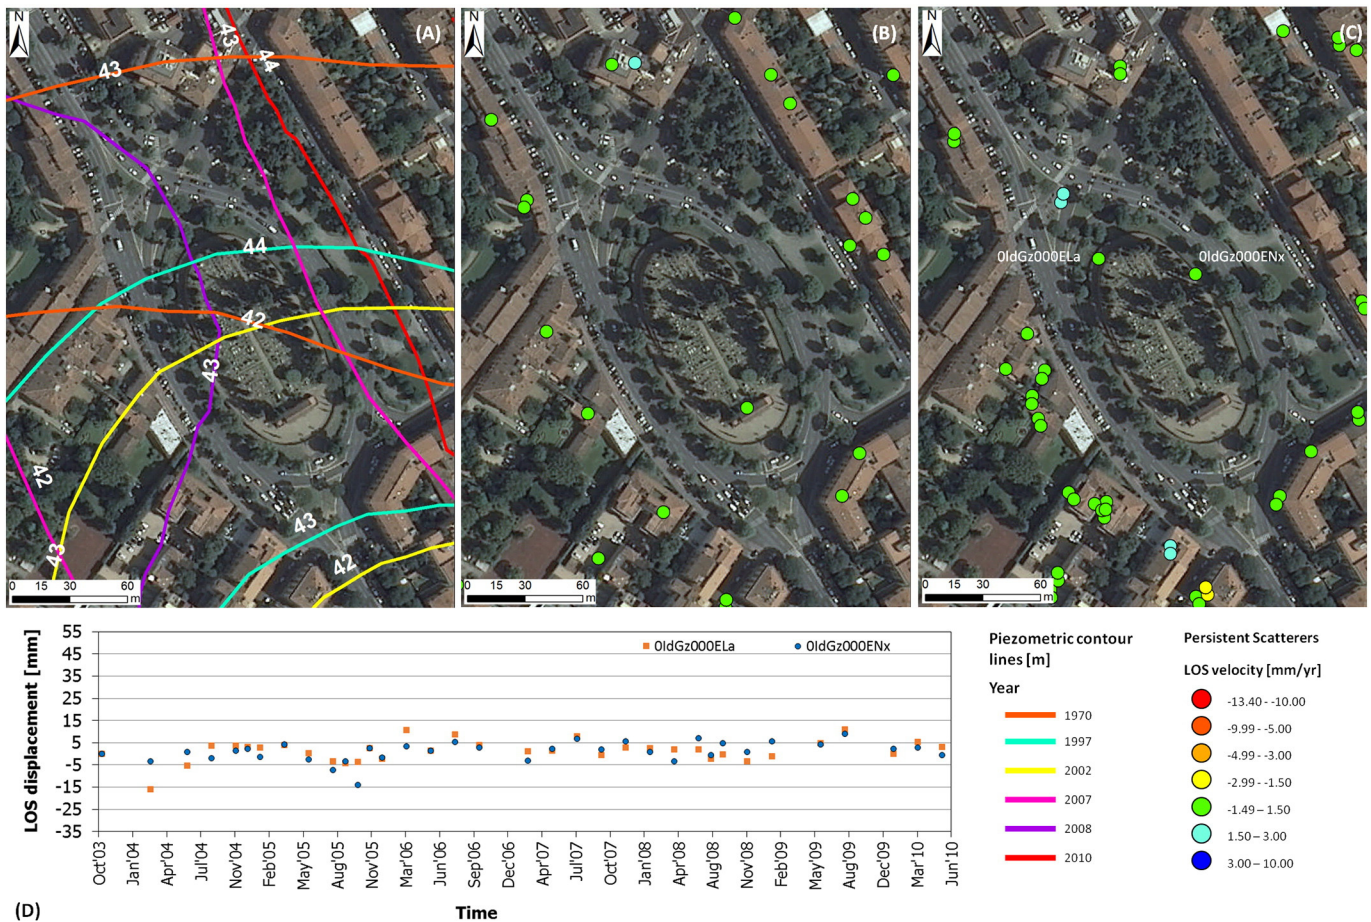 N
(A)
43
43
44
44
42
43
42
43
43
42
0 15 30 60
m
N
(B)
0 15 30 60
m
N
(C)
0IdGz000ELa
0IdGz000ENx
0 15 30 60
m
55
45
35
25
15
5
-5
-15
-25
-35
LOS displacement [mm]
0IdGz000ELa
0IdGz000ENx
Oct'03
Jan'04
Apr'04
Jul'04
Nov'04
Feb'05
May'05
Aug'05
Nov'05
Mar'06
Jun'06
Sep'06
Dec'06
Apr'07
Jul'07
Oct'07
Jan'08
Apr'08
Aug'08
Nov'08
Feb'09
May'09
Aug'09
Dec'09
Mar'10
Jun'10
Time
(D)
Piezometric contour
lines [m]
Year
1970
1997
2002
2007
2008
2010
Persistent Scatterers
LOS velocity [mm/yr]
-13.40 - -10.00
-9.99 - -5.00
-4.99 - -3.00
-2.99 - -1.50
-1.49 – 1.50
1.50 – 3.00
3.00 – 10.00